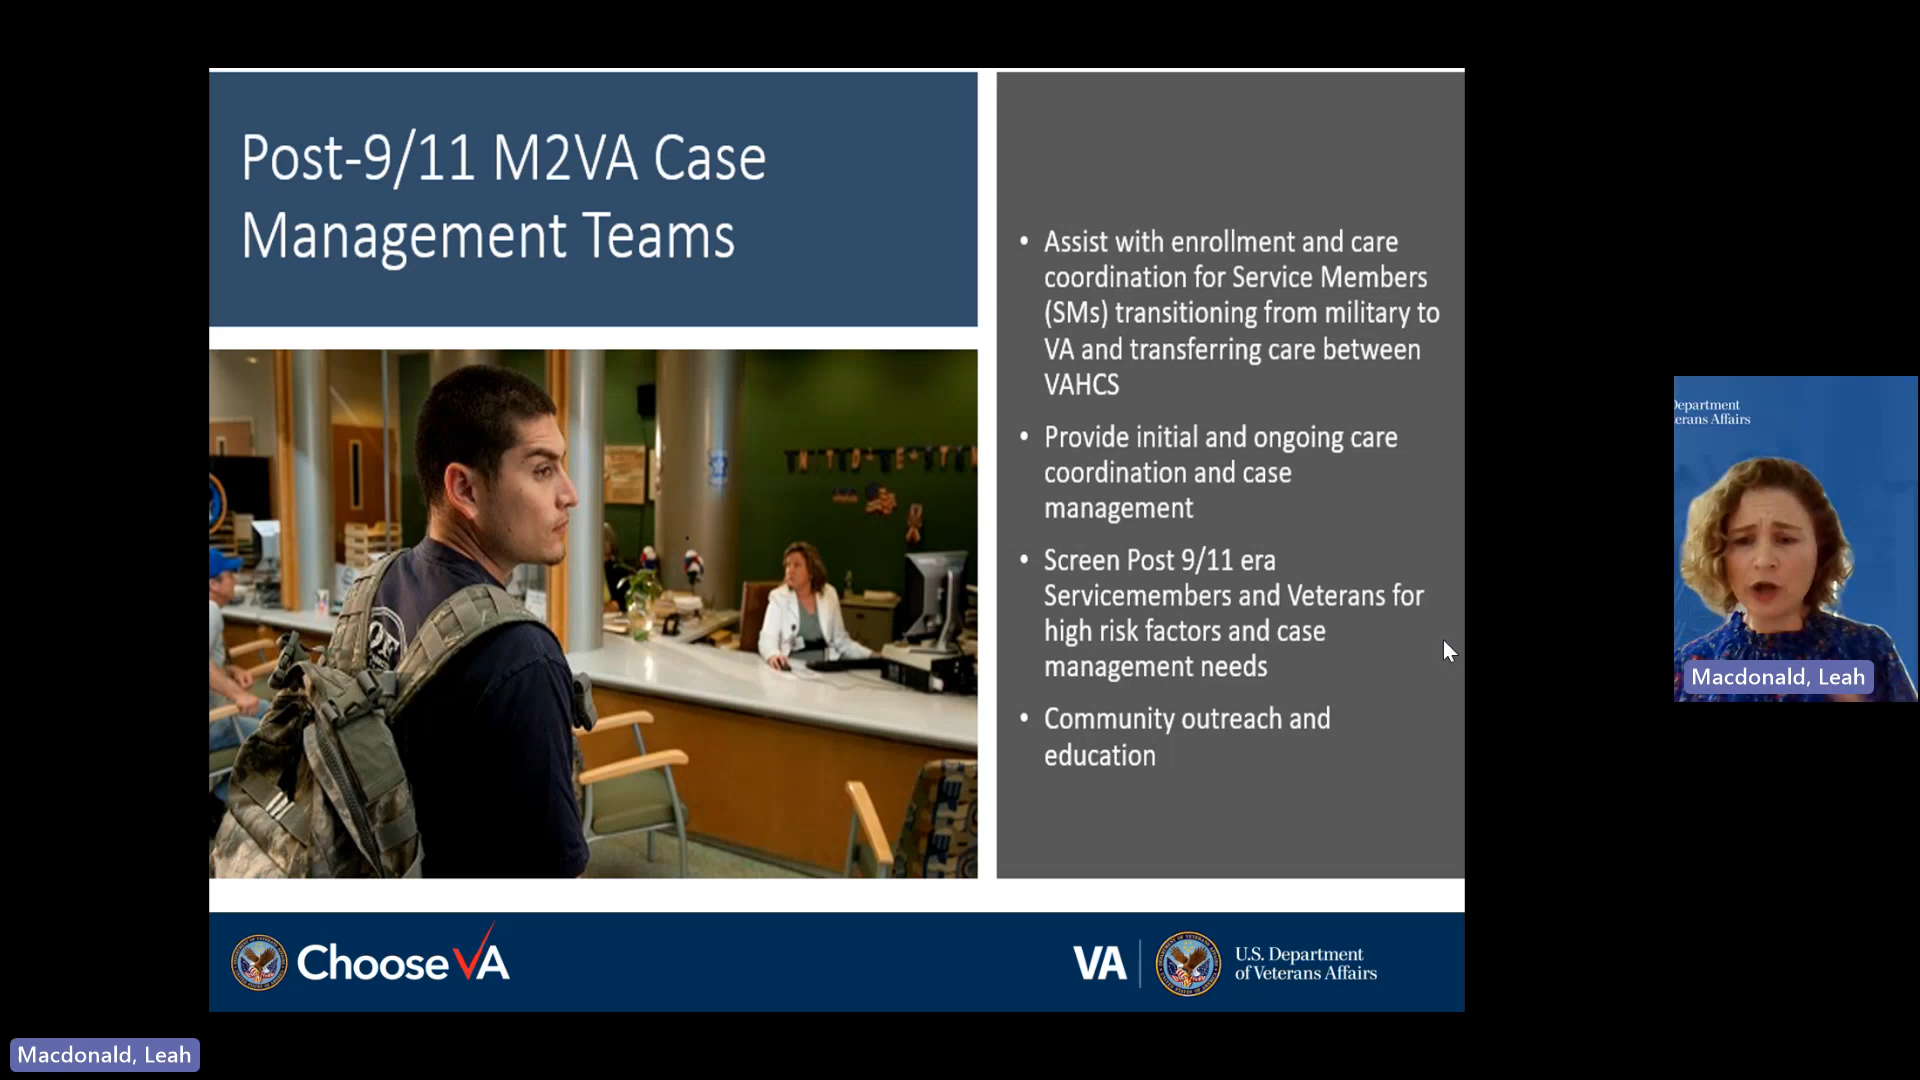 Post-9/11 M2VA Case
Management Teams
• Assist with enrollment and care
coordination for Service Members
(SMs) transitioning from military to
VA and transferring care between
VAHCS
• Provide initial and ongoing care
coordination and case
management
• Screen Post 9/11 era
Servicemembers and Veterans for
high risk factors and case
management needs
• Community outreach and
education
Choose VA
VA
U.S. Department
of Veterans Affairs
epartment
erans Affairs
Macdonald, Leah
Macdonald, Leah